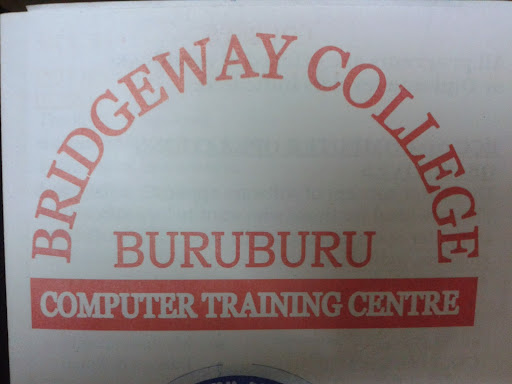 BRIDGEWAY COLLEGE
BURUBURU
COMPUTER TRAINING CENTRE